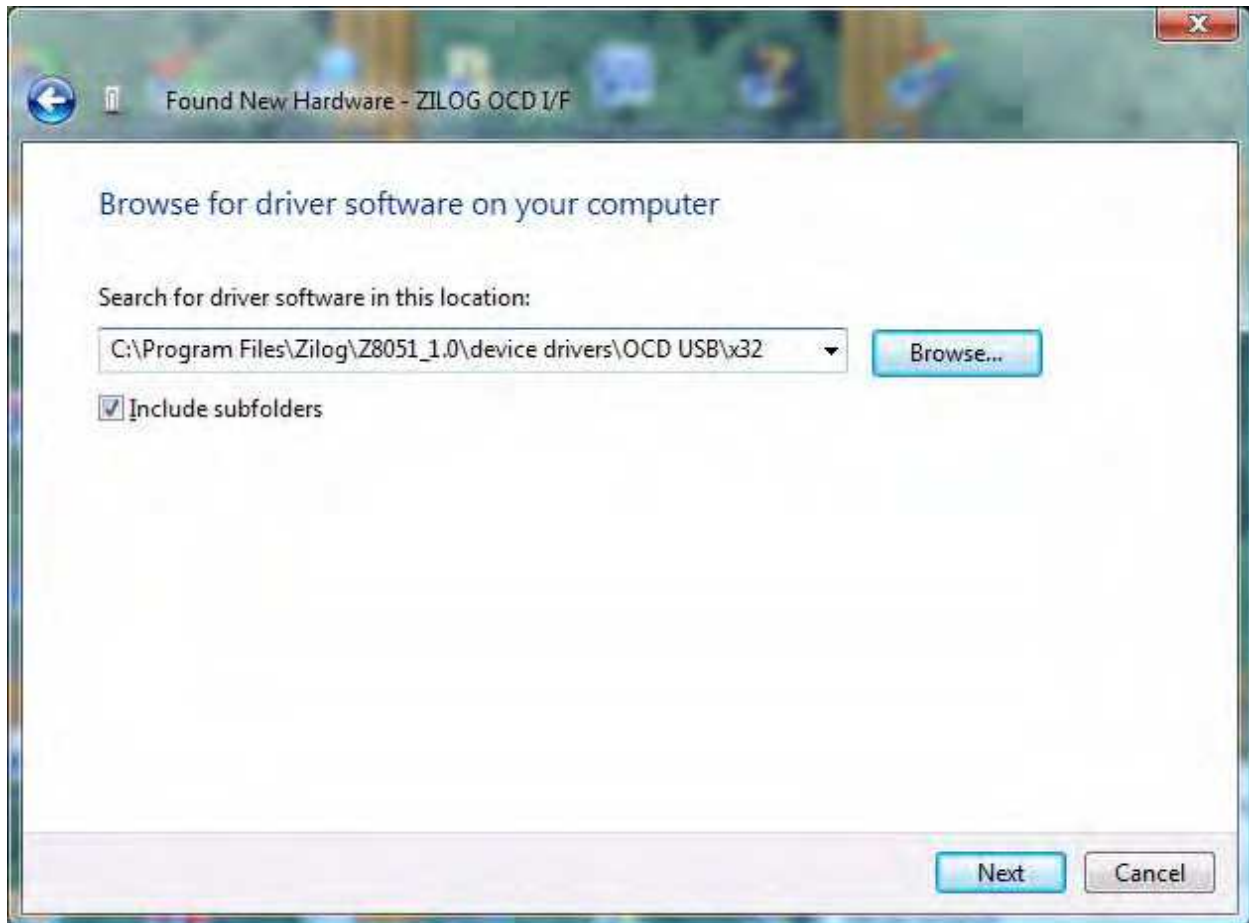 Found New Hardware - ZILOG OCD I/F
Browse for driver software on your computer
Search for driver software in this location:
C:\Program Files\Zilog\Z8051_1.0\device drivers\OCD USB\x32
Browse...
Include subfolders
Next
Cancel